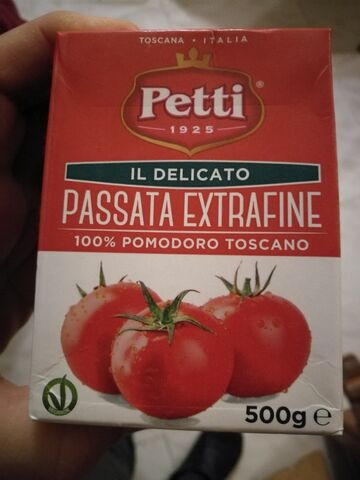 TOSCANA • ITALIA
Petti®
1925
IL DELICATO
PASSATA EXTRAFINE
100% POMODORO TOSCANO
500g ℮